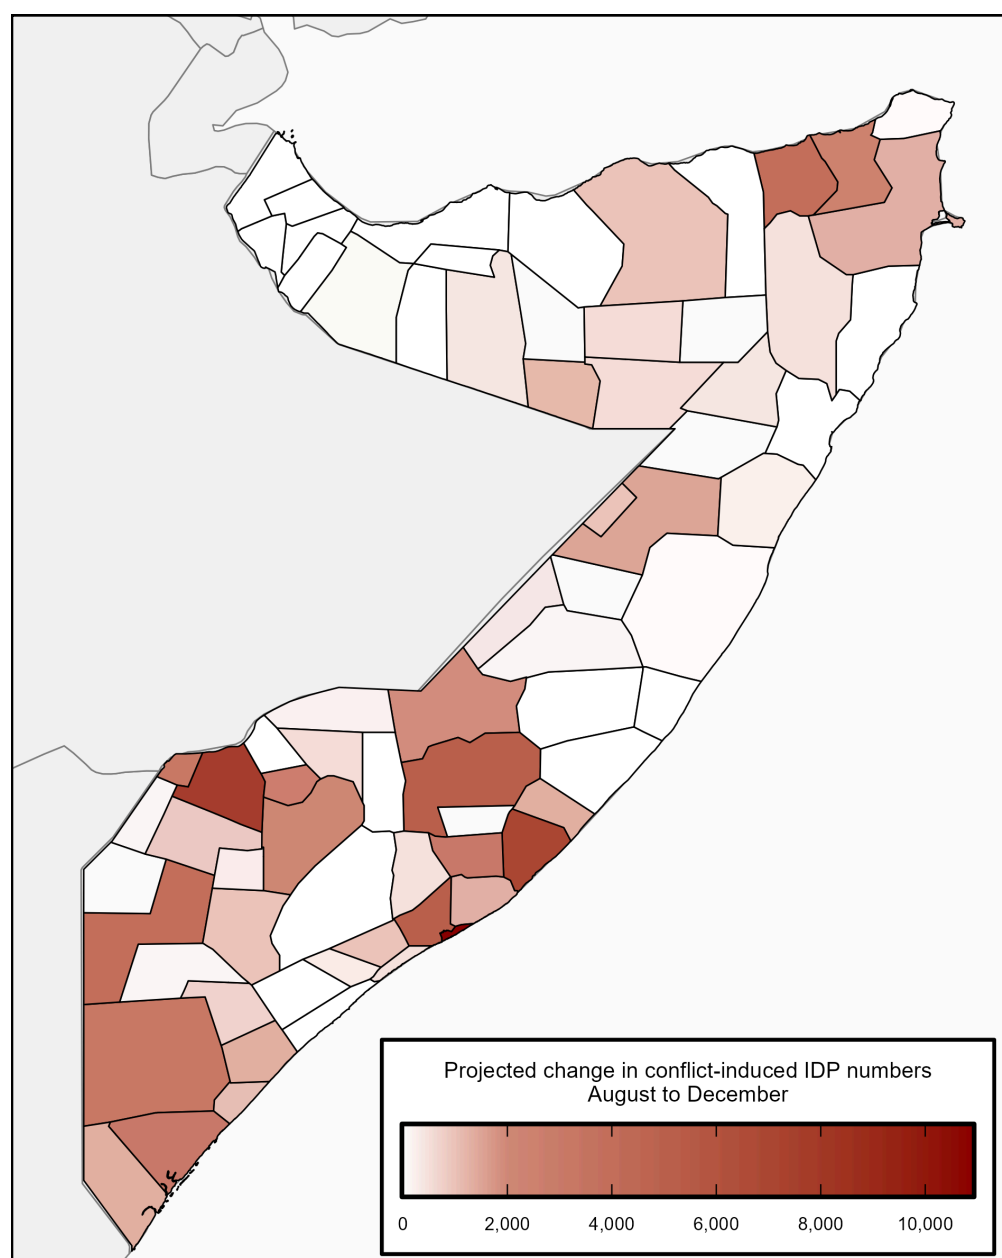 Projected change in conflict-induced IDP numbers
August to December
0 2,000 4,000 6,000 8,000 10,000